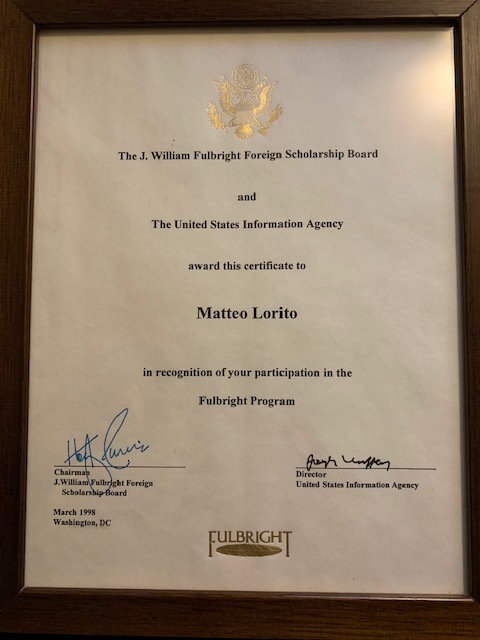 The J. William Fulbright Foreign Scholarship Board
and
The United States Information Agency
award this certificate to
Matteo Lorito
in recognition of your participation in the
Fulbright Program
Chairman
J.William Fulbright Foreign
Scholarship Board
Director
United States Information Agency
March 1998
Washington, DC
FULBRIGHT